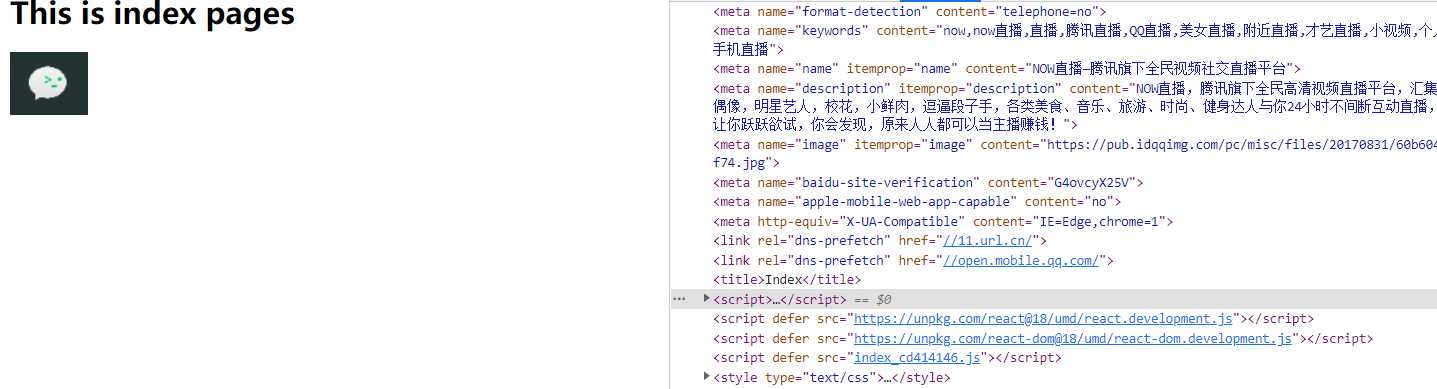 This is index pages
<meta name="format-detection" content="telephone=no">
<meta name="keywords" content="now,now直播,直播,腾讯直播,QQ直播,美女直播,附近直播,才艺直播,小视频,个人
手机直播">
<meta name="name" itemprop="name" content="NOW直播—腾讯旗下全民视频社交直播平台">
<meta name="description" itemprop="description" content="NOW直播，腾讯旗下全民高清视频直播平台，汇集
偶像，明星艺人，校花，小鲜肉，逗逼段子手，各类美食、音乐、旅游、时尚、健身达人与你24小时不间断互动直播，
让你跃跃欲试，你会发现，原来人人都可以当主播赚钱！">
<meta name="image" itemprop="image" content="https://pub.idqqimg.com/pc/misc/files/20170831/60b604
f74.jpg">
<meta name="baidu-site-verification" content="G4ovcyX25V">
<meta name="apple-mobile-web-app-capable" content="no">
<meta http-equiv="X-UA-Compatible" content="IE=Edge,chrome=1">
<link rel="dns-prefetch" href="//11.url.cn/">
<link rel="dns-prefetch" href="//open.mobile.qq.com/">
<title>Index</title>
<script>…</script> == $0
<script defer src="https://unpkg.com/react@18/umd/react.development.js"></script>
<script defer src="https://unpkg.com/react-dom@18/umd/react-dom.development.js"></script>
<script defer src="index_cd414146.js"></script>
<style type="text/css">…</style>